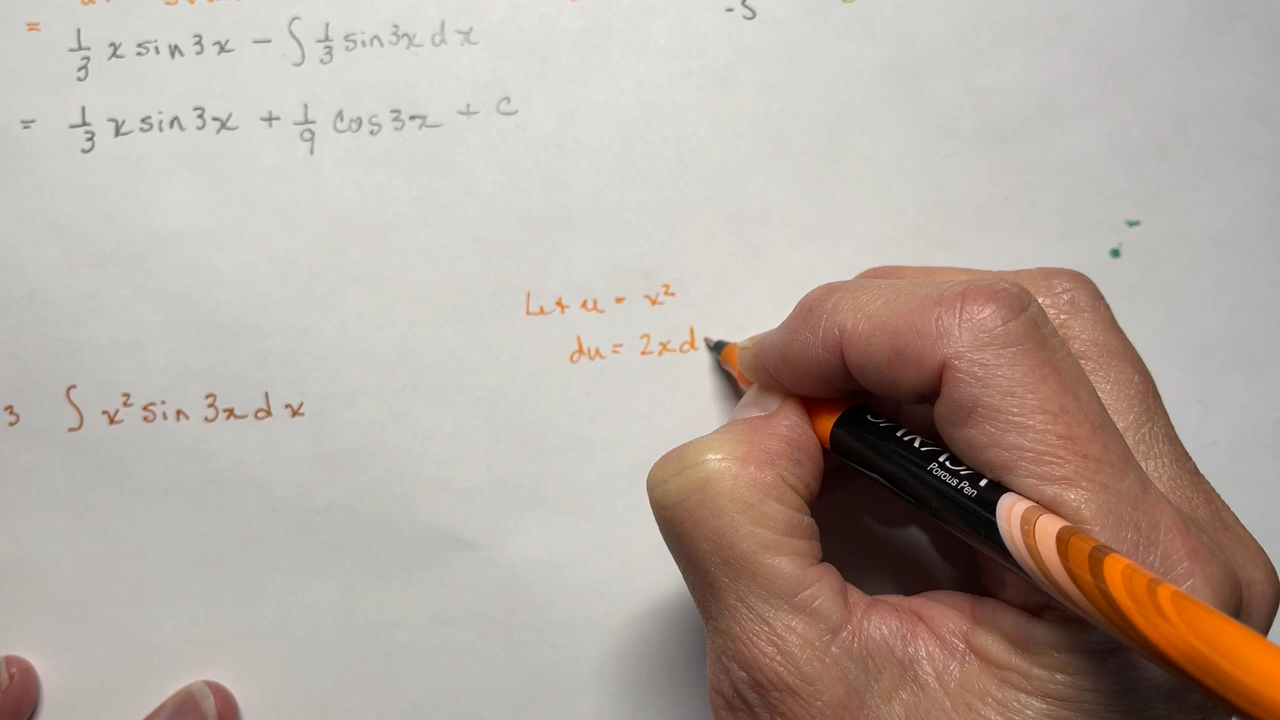 = 1/3 x sin 3x − ∫ 1/3 sin 3x dx
= 1/3 x sin 3x + 1/9 cos 3x + c
Let u = x²
du = 2x d
3 ∫ x² sin 3x dx
Porous Pen